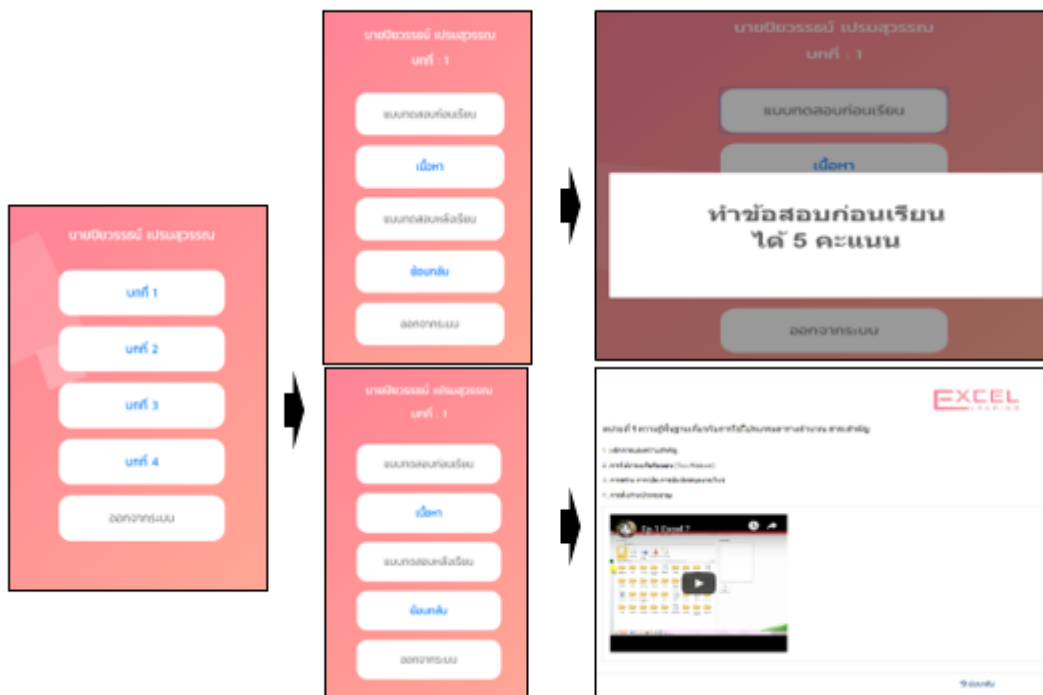 นายปิยวรรธน์ เปรมสุวรรณ
บทที่ 1
บทที่ 2
บทที่ 3
บทที่ 4
ออกจากระบบ
นายปิยวรรธน์ เปรมสุวรรณ
บทที่ : 1
แบบทดสอบก่อนเรียน
เนื้อหา
แบบทดสอบหลังเรียน
ย้อนกลับ
ออกจากระบบ
นายปิยวรรธน์ เปรมสุวรรณ
บทที่ : 1
แบบทดสอบก่อนเรียน
เนื้อหา
ทำข้อสอบก่อนเรียน
ได้ 5 คะแนน
ออกจากระบบ
นายปิยวรรธน์ เปรมสุวรรณ
บทที่ : 1
แบบทดสอบก่อนเรียน
เนื้อหา
แบบทดสอบหลังเรียน
ย้อนกลับ
ออกจากระบบ
EXCEL
Ep.1 Excel ?
ย้อนกลับ